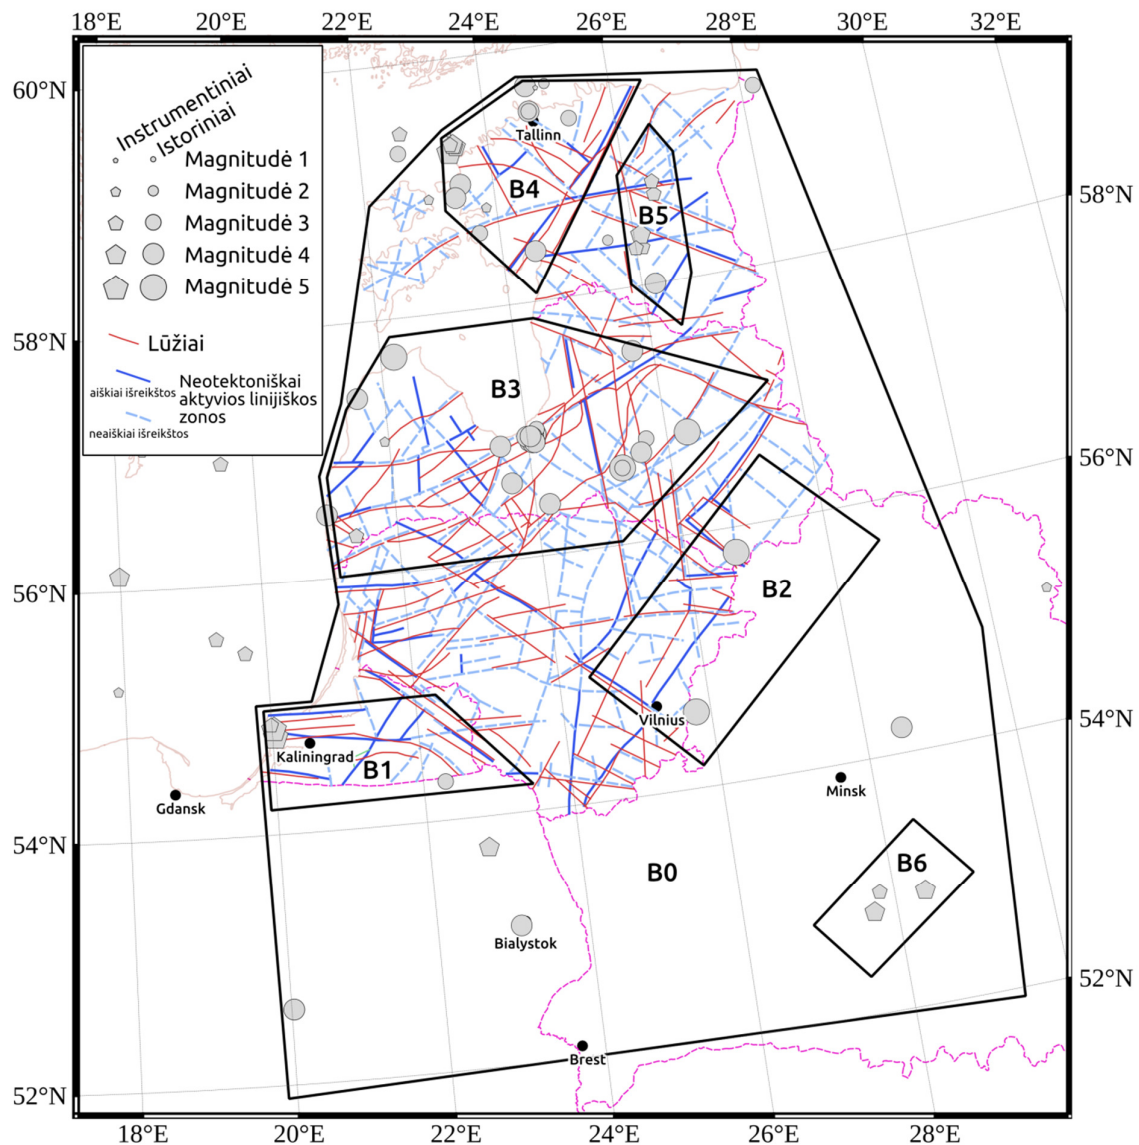 18°E 20°E 22°E 24°E 26°E 28°E 30°E 32°E
60°N
58°N
56°N
54°N
52°N
58°N
56°N
54°N
52°N
Instrumentiniai
Istoriniai
Magnitudė 1
Magnitudė 2
Magnitudė 3
Magnitudė 4
Magnitudė 5
Lūžiai
aiškiai išreikštos
neaiškiai išreikštos
Neotektoniškai
aktyvios linijiškos
zonos
Tallinn
B4
B5
B3
B2
Vilnius
Kaliningrad
B1
Gdansk
Minsk
B0
B6
Bialystok
Brest
18°E 20°E 22°E 24°E 26°E 28°E